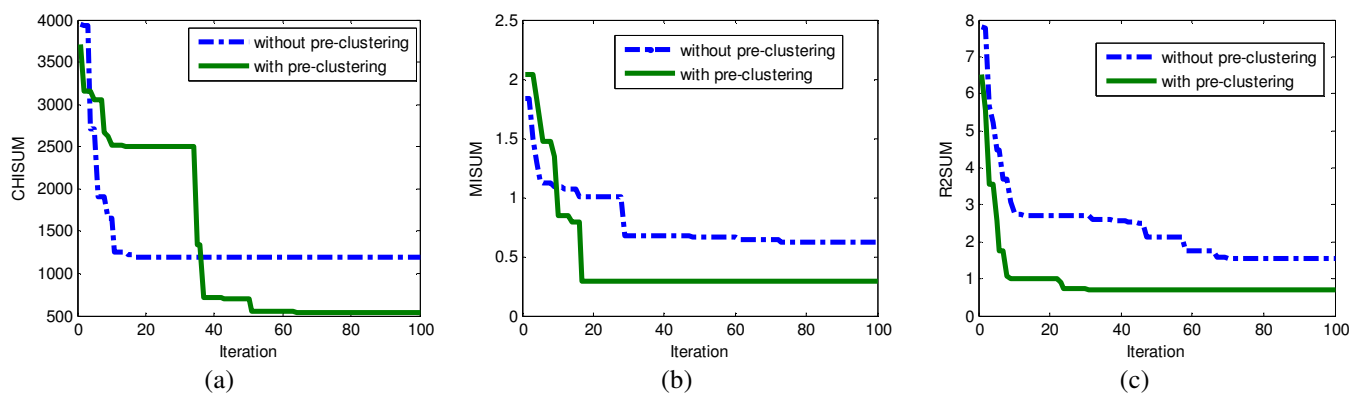 4000
3500
3000
2500
2000
1500
1000
500
0 20 40 60 80 100
CHISUM
Iteration
without pre-clustering
with pre-clustering
(a)
2.5
2
1.5
1
0.5
0
0 20 40 60 80 100
MISUM
Iteration
without pre-clustering
with pre-clustering
(b)
8
7
6
5
4
3
2
1
0
0 20 40 60 80 100
R2SUM
Iteration
without pre-clustering
with pre-clustering
(c)